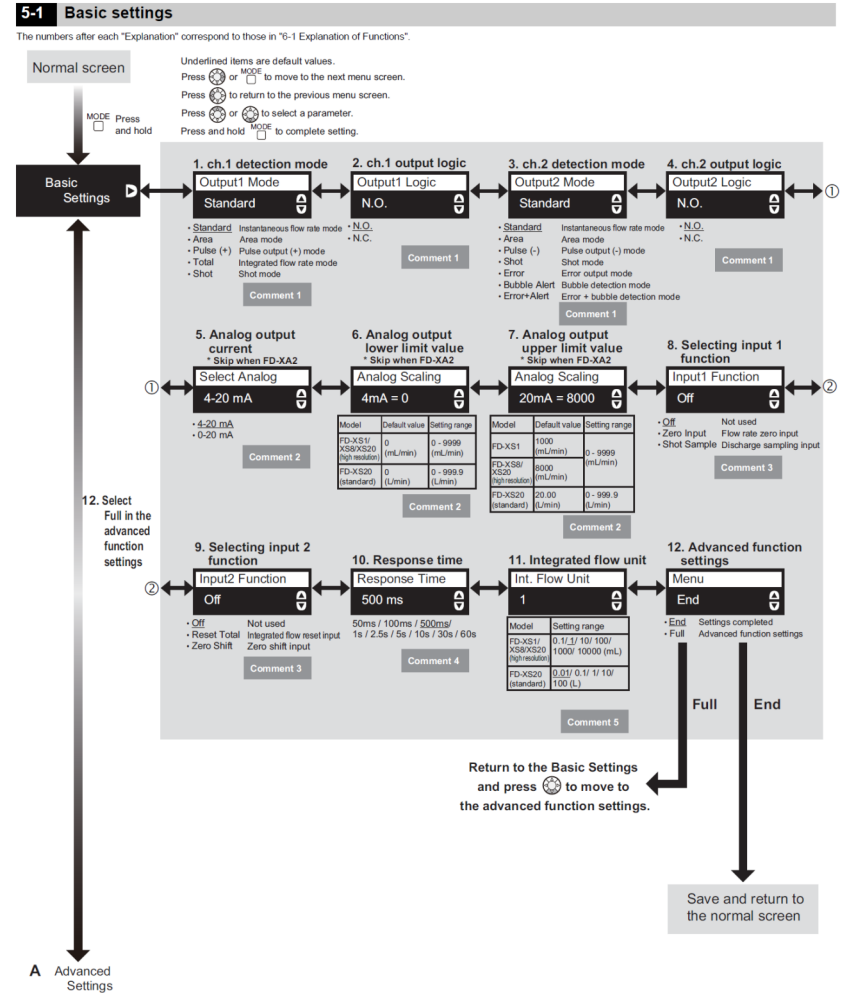 5-1 Basic settings
The numbers after each "Explanation" correspond to those in "6-1 Explanation of Functions".
Normal screen
Underlined items are default values.
Press or MODE to move to the next menu screen.
Press to return to the previous menu screen.
Press or to select a parameter.
Press and hold MODE to complete setting.
MODE Press
and hold
Basic
Settings
1. ch.1 detection mode
Output1 Mode
Standard
• Standard Instantaneous flow rate mode
• Area Area mode
• Pulse (+) Pulse output (+) mode
• Total Integrated flow rate mode
• Shot Shot mode
Comment 1
2. ch.1 output logic
Output1 Logic
N.O.
• N.O.
• N.C.
Comment 1
3. ch.2 detection mode
Output2 Mode
Standard
• Standard Instantaneous flow rate mode
• Area Area mode
• Pulse (-) Pulse output (-) mode
• Shot Shot mode
• Error Error output mode
• Bubble Alert Bubble detection mode
• Error+Alert Error + bubble detection mode
Comment 1
4. ch.2 output logic
Output2 Logic
N.O.
• N.O.
• N.C.
Comment 1
①
①
5. Analog output
current
* Skip when FD-XA2
Select Analog
4-20 mA
• 4-20 mA
• 0-20 mA
Comment 2
6. Analog output
lower limit value
* Skip when FD-XA2
Analog Scaling
4mA = 0
Model Default value Setting range
FD-XS1/
XS8/XS20
(high resolution)
0
(mL/min)
0 - 9999
(mL/min)
FD-XS20
(standard)
0
(L/min)
0 - 999.9
(L/min)
Comment 2
7. Analog output
upper limit value
* Skip when FD-XA2
Analog Scaling
20mA = 8000
Model Default value Setting range
FD-XS1
1000
(mL/min)
0 - 9999
(mL/min)
FD-XS8/
XS20
(high resolution)
8000
(mL/min)
FD-XS20
(standard)
20.00
(L/min)
0 - 999.9
(L/min)
Comment 2
8. Selecting input 1
function
Input1 Function
Off
• Off Not used
• Zero Input Flow rate zero input
• Shot Sample Discharge sampling input
Comment 3
②
12. Select
Full in the
advanced
function
settings
②
9. Selecting input 2
function
Input2 Function
Off
• Off Not used
• Reset Total Integrated flow reset input
• Zero Shift Zero shift input
Comment 3
10. Response time
Response Time
500 ms
50ms / 100ms / 500ms/
1s / 2.5s / 5s / 10s / 30s / 60s
Comment 4
11. Integrated flow unit
Int. Flow Unit
1
Model Setting range
FD-XS1/
XS8/XS20
(high resolution)
0.1/ 1/ 10/ 100/
1000/ 10000 (mL)
FD-XS20
(standard)
0.01/ 0.1/ 1/ 10/
100 (L)
Comment 5
12. Advanced function
settings
Menu
End
• End Settings completed
• Full Advanced function settings
Full End
Return to the Basic Settings
and press to move to
the advanced function settings.
Save and return to
the normal screen
A Advanced
Settings